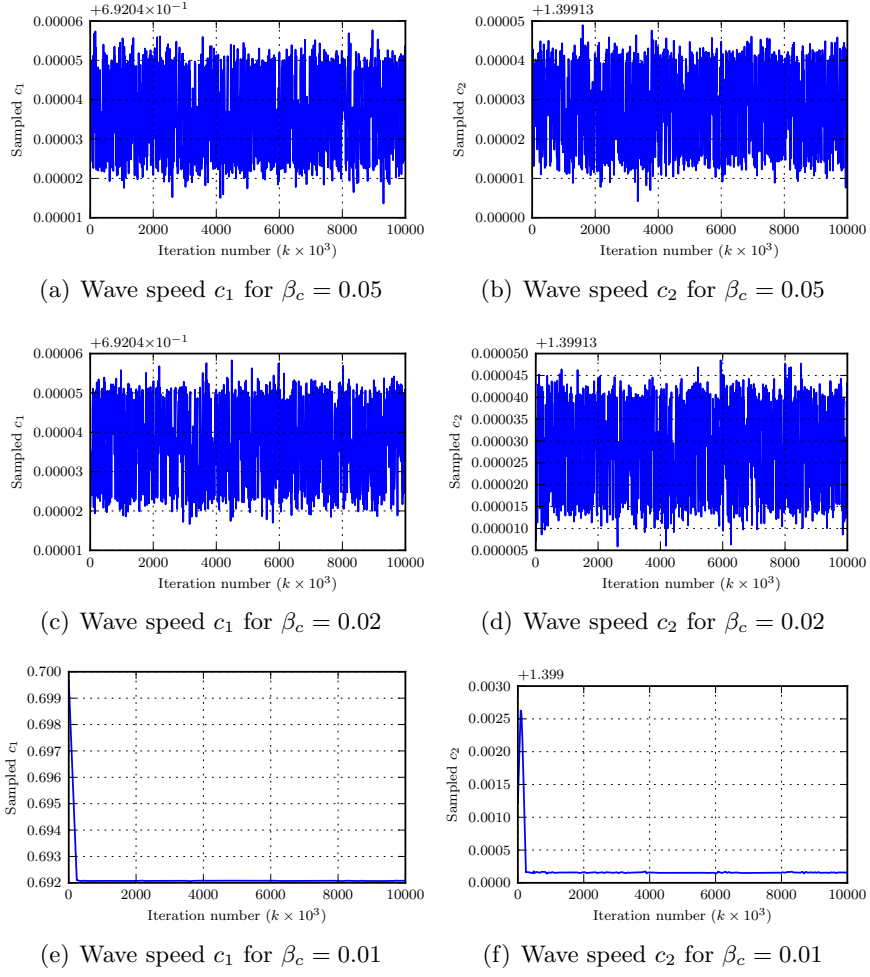 +6.9204×10⁻¹
0.00006
0.00005
0.00004
0.00003
0.00002
0.00001
Sampled c₁
0 2000 4000 6000 8000 10000
Iteration number (k × 10³)
(a) Wave speed c₁ for β_c = 0.05
+1.39913
0.00005
0.00004
0.00003
0.00002
0.00001
0.00000
Sampled c₂
0 2000 4000 6000 8000 10000
Iteration number (k × 10³)
(b) Wave speed c₂ for β_c = 0.05
+6.9204×10⁻¹
0.00006
0.00005
0.00004
0.00003
0.00002
0.00001
Sampled c₁
0 2000 4000 6000 8000 10000
Iteration number (k × 10³)
(c) Wave speed c₁ for β_c = 0.02
+1.39913
0.000050
0.000045
0.000040
0.000035
0.000030
0.000025
0.000020
0.000015
0.000010
0.000005
Sampled c₂
0 2000 4000 6000 8000 10000
Iteration number (k × 10³)
(d) Wave speed c₂ for β_c = 0.02
0.700
0.699
0.698
0.697
0.696
0.695
0.694
0.693
0.692
Sampled c₁
0 2000 4000 6000 8000 10000
Iteration number (k × 10³)
(e) Wave speed c₁ for β_c = 0.01
+1.399
0.0030
0.0025
0.0020
0.0015
0.0010
0.0005
0.0000
Sampled c₂
0 2000 4000 6000 8000 10000
Iteration number (k × 10³)
(f) Wave speed c₂ for β_c = 0.01